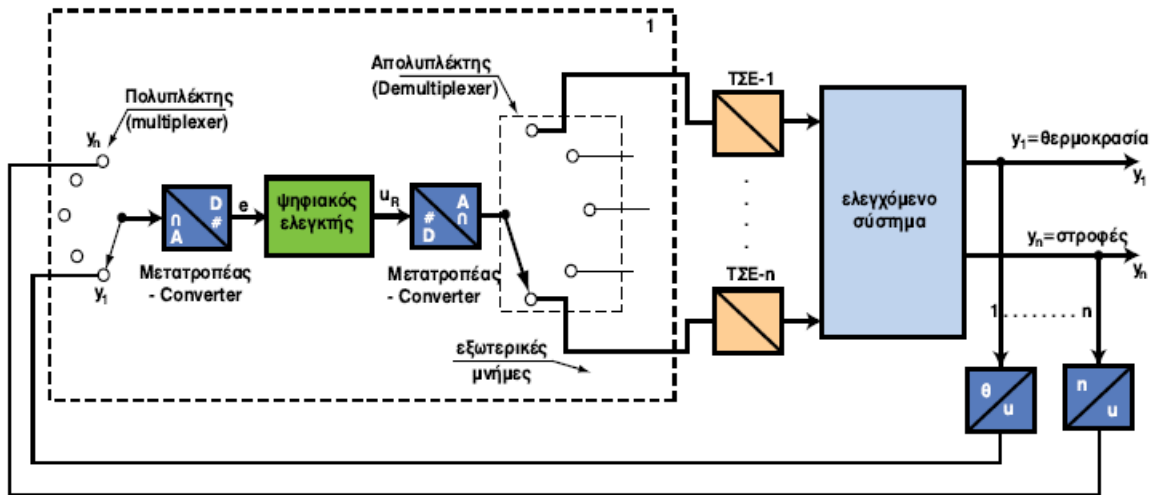 1
Απολυπλέκτης
(Demultiplexer)
ΤΣΕ-1
Πολυπλέκτης
(multiplexer)
yn
y1=θερμοκρασία
y1
D
#
∩
A
e
ψηφιακός
ελεγκτής
uR
A
∩
#
D
ελεγχόμενο
σύστημα
yn=στροφές
yn
y1
Μετατροπέας
- Converter
Μετατροπέας
- Converter
ΤΣΕ-n
1 . . . . . . . . n
εξωτερικές
μνήμες
θ
u
n
u